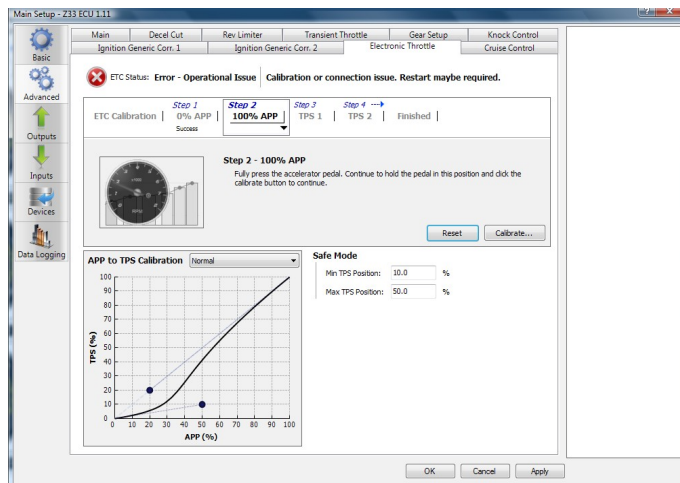 Main Setup - Z33 ECU 1.11
Main Decel Cut Rev Limiter Transient Throttle Gear Setup Knock Control
Ignition Generic Corr. 1 Ignition Generic Corr. 2 Electronic Throttle Cruise Control
Basic
Advanced
Outputs
Inputs
Devices
Data Logging
ETC Status: Error - Operational Issue Calibration or connection issue. Restart maybe required.
Step 1 Step 2 Step 3 Step 4
ETC Calibration 0% APP 100% APP TPS 1 TPS 2 Finished
Success
Step 2 - 100% APP
Fully press the accelerator pedal. Continue to hold the pedal in this position and click the
calibrate button to continue.
Reset Calibrate...
APP to TPS Calibration Normal
100
90
80
70
60
50
40
30
20
10
0
TPS (%)
0 10 20 30 40 50 60 70 80 90 100
APP (%)
Safe Mode
Min TPS Position: 10.0 %
Max TPS Position: 50.0 %
OK Cancel Apply